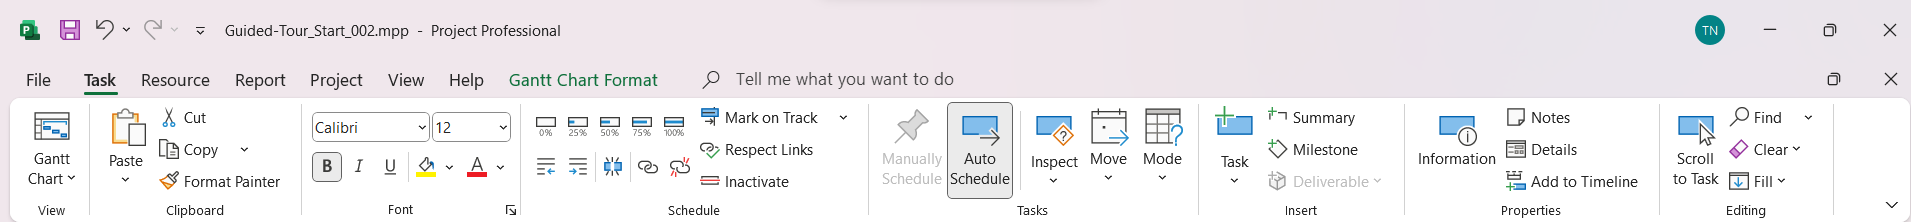 Guided-Tour_Start_002.mpp - Project Professional
TN
File Task Resource Report Project View Help Gantt Chart Format Tell me what you want to do
Gantt
Chart
View
Paste
Cut
Copy
Format Painter
Clipboard
Calibri 12
B I U A
Font
0% 25% 50% 75% 100%
Mark on Track
Respect Links
Inactivate
Schedule
Manually
Schedule
Auto
Schedule
Inspect
Move
Mode
Tasks
Task
Summary
Milestone
Deliverable
Insert
Information
Notes
Details
Add to Timeline
Properties
Scroll
to Task
Find
Clear
Fill
Editing